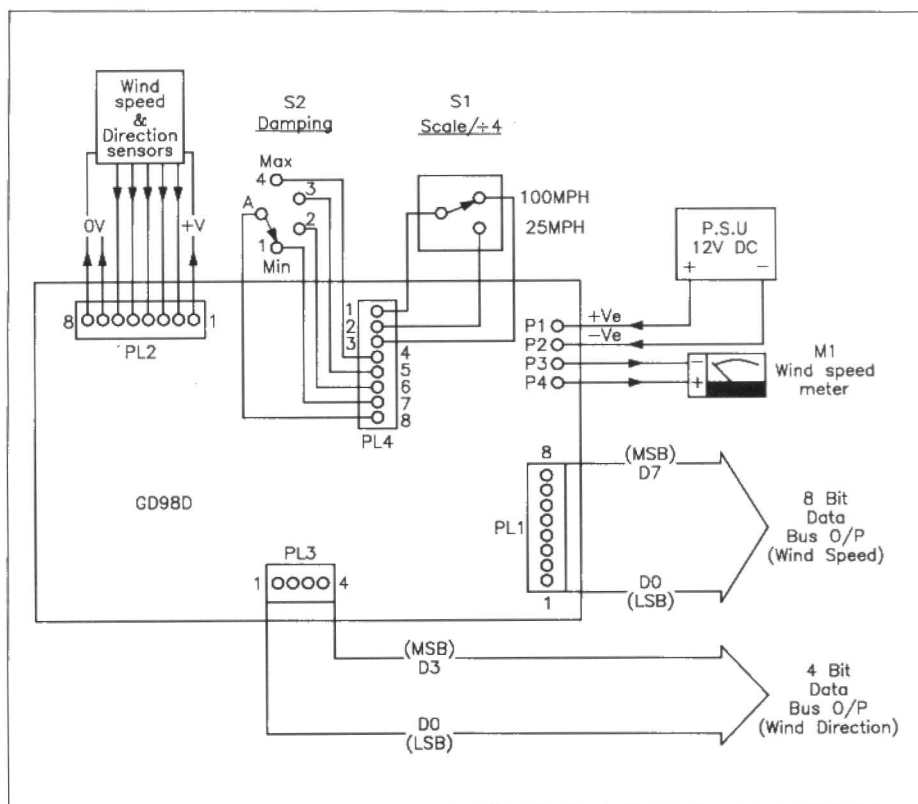 Wind
speed
&
Direction
sensors
0V
+V
8
1
PL2
S2
Damping
Max
4
3
A
2
1
Min
S1
Scale/÷4
100MPH
25MPH
1
2
3
4
5
6
7
8
PL4
P.S.U
12V DC
+ −
P1 +Ve
P2 −Ve
P3 −
P4 +
M1
Wind speed
meter
GD98D
8
PL1
1
(MSB)
D7
D0
(LSB)
8 Bit
Data
Bus O/P
(Wind Speed)
PL3
1 4
(MSB)
D3
D0
(LSB)
4 Bit
Data
Bus O/P
(Wind Direction)